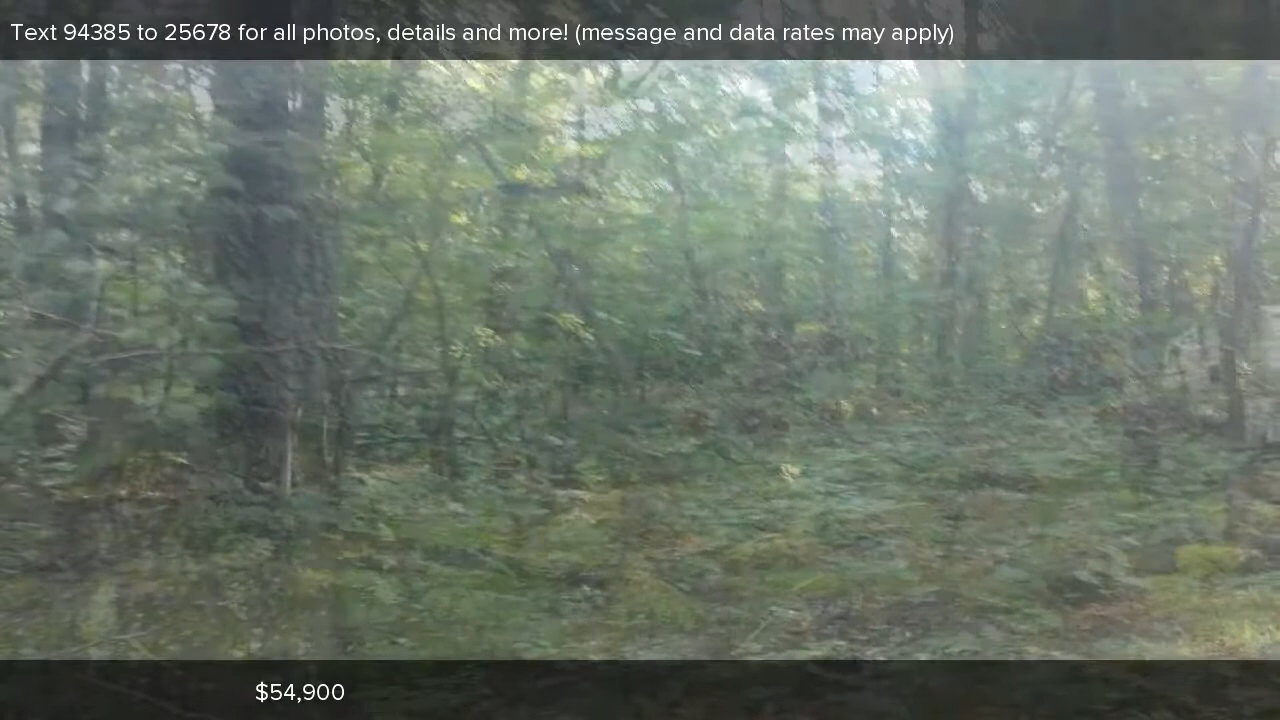 Text 94385 to 25678 for all photos, details and more! (message and data rates may apply)
$54,900